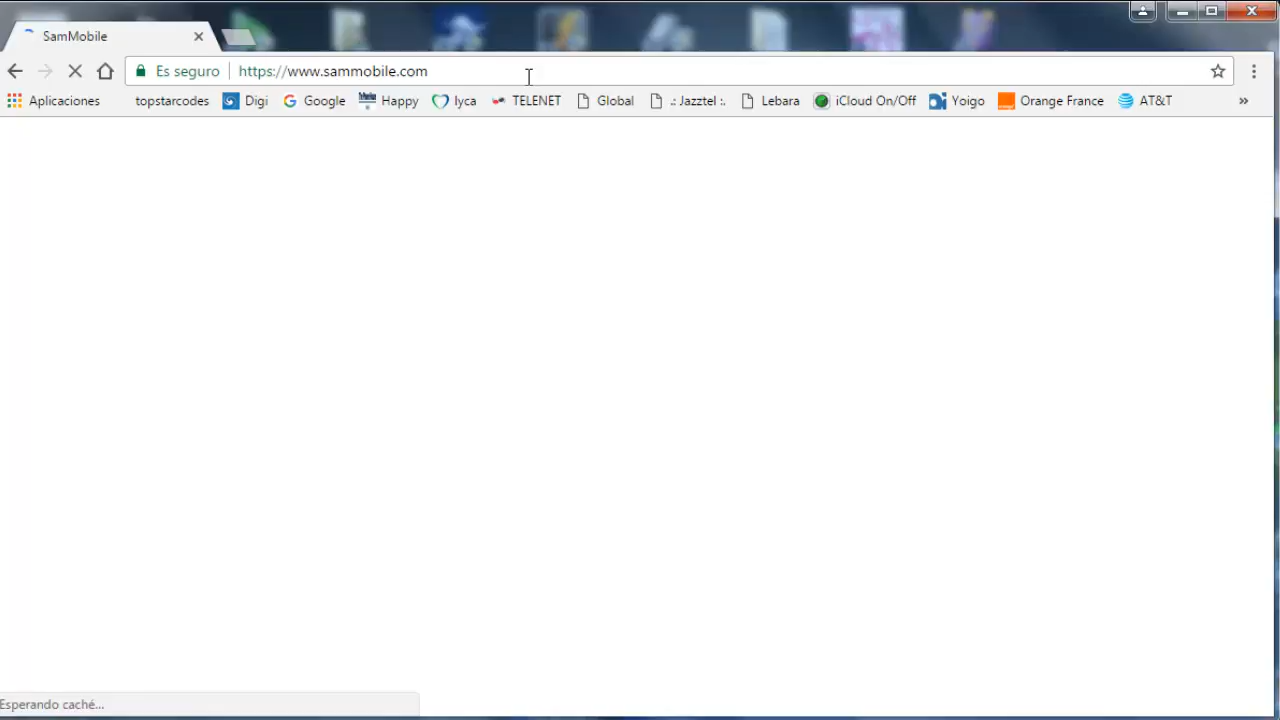 SamMobile
Es seguro https://www.sammobile.com
Aplicaciones topstarcodes Digi Google Happy lyca TELENET Global .: Jazztel :. Lebara iCloud On/Off Yoigo Orange France AT&T »
Esperando caché...